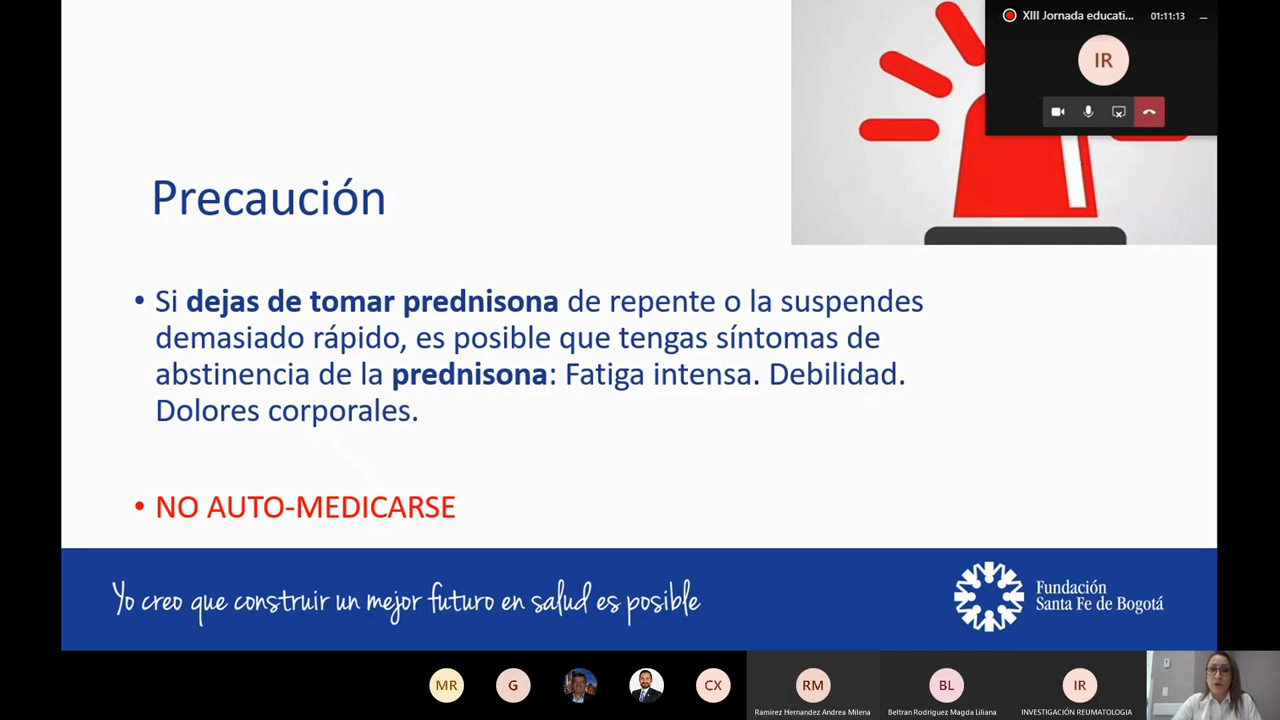 XIII Jornada educati...
01:11:13
IR
Precaución
• Si dejas de tomar prednisona de repente o la suspendes
demasiado rápido, es posible que tengas síntomas de
abstinencia de la prednisona: Fatiga intensa. Debilidad.
Dolores corporales.
• NO AUTO-MEDICARSE
Yo creo que construir un mejor futuro en salud es posible
Fundación
Santa Fe de Bogotá
MR
G
CX
RM
BL
IR
Ramirez Hernandez Andrea Milena
Beltran Rodriguez Magda Liliana
INVESTIGACIÓN REUMATOLOGIA